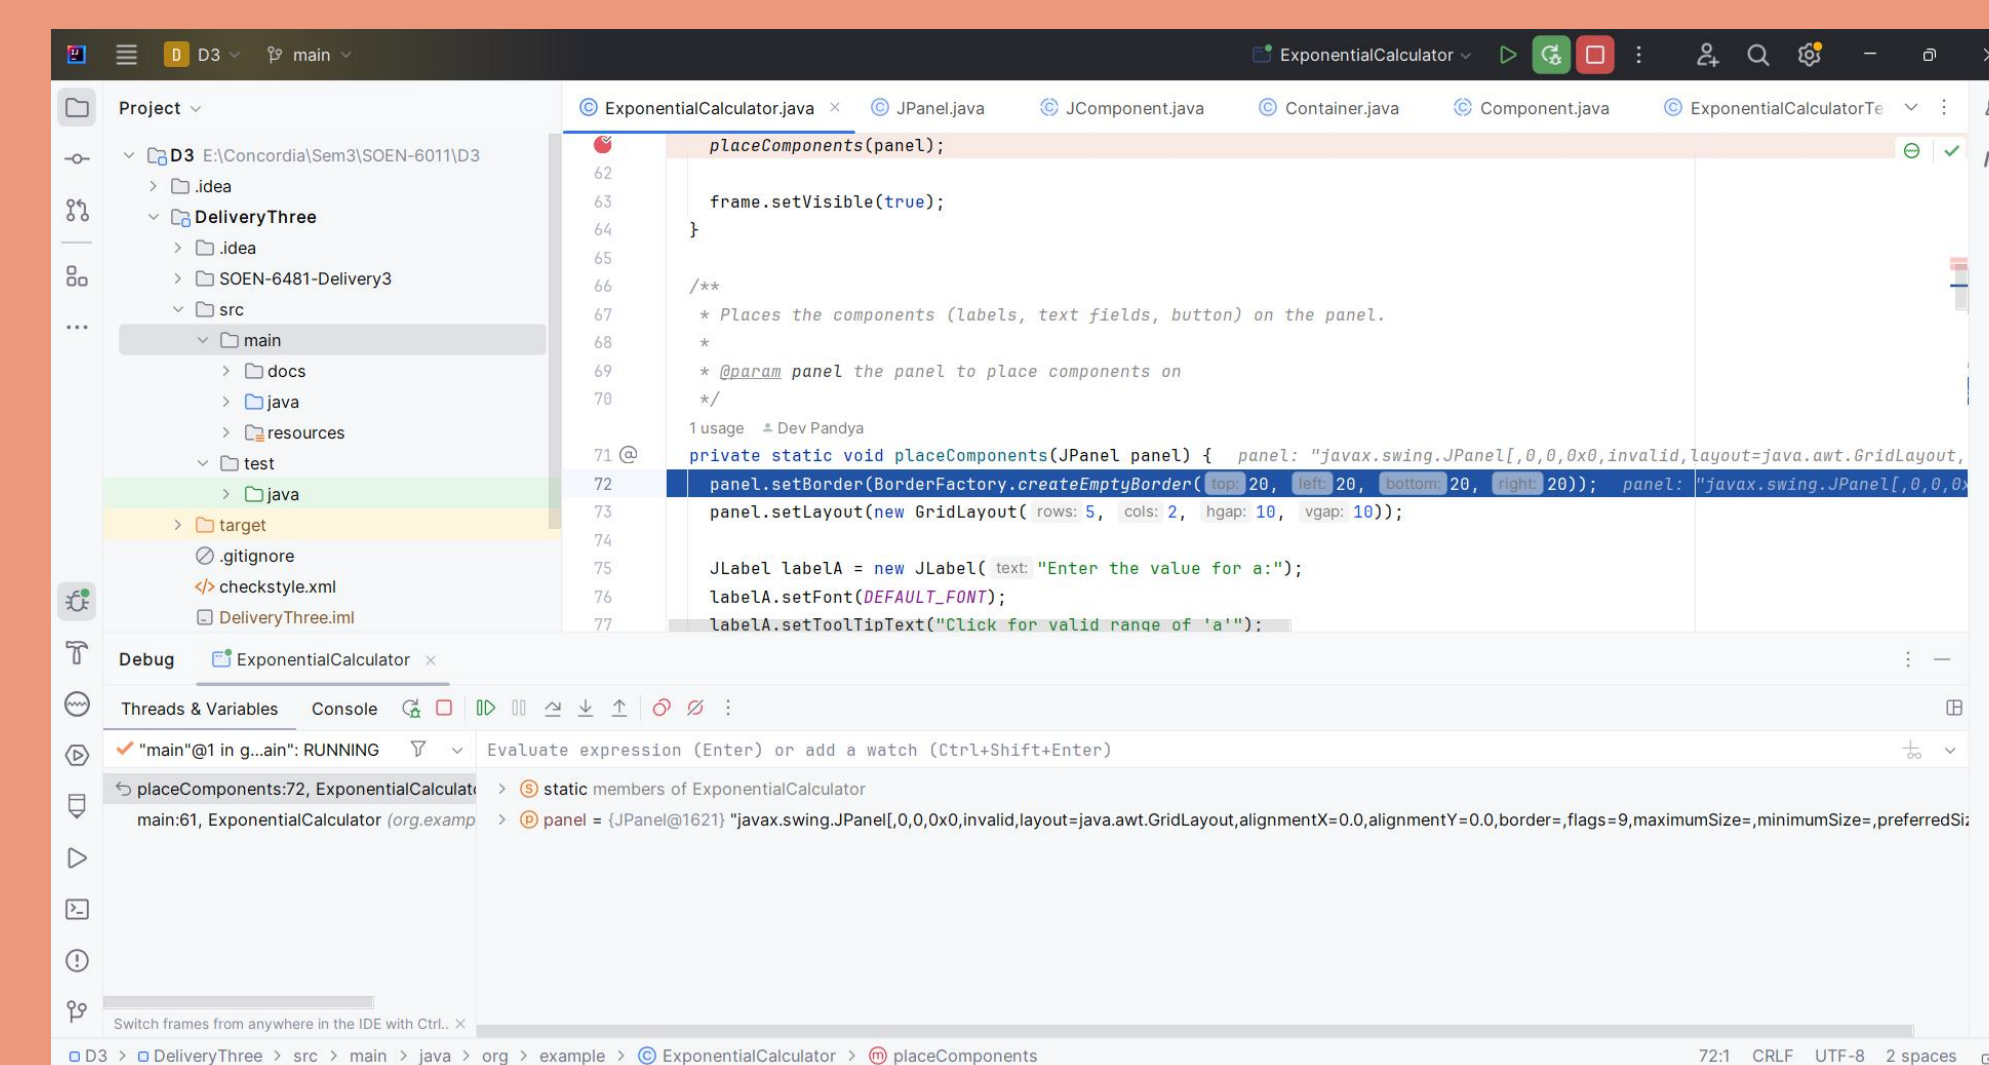 D D3 main ExponentialCalculator
Project
ExponentialCalculator.java JPanel.java JComponent.java Container.java Component.java ExponentialCalculatorTe
D3 E:\Concordia\Sem3\SOEN-6011\D3
.idea
DeliveryThree
.idea
SOEN-6481-Delivery3
src
main
docs
java
resources
test
java
target
.gitignore
</> checkstyle.xml
DeliveryThree.iml
placeComponents(panel);
62
63 frame.setVisible(true);
64 }
65
66 /**
67 * Places the components (labels, text fields, button) on the panel.
68 *
69 * @param panel the panel to place components on
70 */
1 usage Dev Pandya
71 @ private static void placeComponents(JPanel panel) { panel: "javax.swing.JPanel[,0,0,0x0,invalid,layout=java.awt.GridLayout,
72 panel.setBorder(BorderFactory.createEmptyBorder( top: 20, left: 20, bottom: 20, right: 20)); panel: "javax.swing.JPanel[,0,0,0x
73 panel.setLayout(new GridLayout( rows: 5, cols: 2, hgap: 10, vgap: 10));
74
75 JLabel labelA = new JLabel( text: "Enter the value for a:");
76 labelA.setFont(DEFAULT_FONT);
77 labelA.setToolTipText("Click for valid range of 'a'");
Debug ExponentialCalculator
Threads & Variables Console
"main"@1 in g...ain": RUNNING
Evaluate expression (Enter) or add a watch (Ctrl+Shift+Enter)
placeComponents:72, ExponentialCalculato
main:61, ExponentialCalculator (org.examp
static members of ExponentialCalculator
panel = {JPanel@1621} "javax.swing.JPanel[,0,0,0x0,invalid,layout=java.awt.GridLayout,alignmentX=0.0,alignmentY=0.0,border=,flags=9,maximumSize=,minimumSize=,preferredSiz
Switch frames from anywhere in the IDE with Ctrl..
D3 > DeliveryThree > src > main > java > org > example > ExponentialCalculator > placeComponents
72:1 CRLF UTF-8 2 spaces